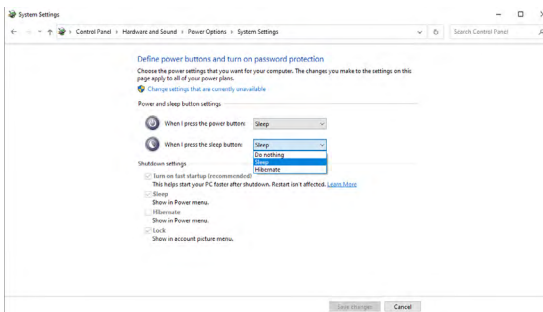 System Settings
Control Panel > Hardware and Sound > Power Options > System Settings
Search Control Panel
Define power buttons and turn on password protection
Choose the power settings that you want for your computer. The changes you make to the settings on this
page apply to all of your power plans.
Change settings that are currently unavailable
Power and sleep button settings
When I press the power button: Sleep
When I press the sleep button: Sleep
Do nothing
Sleep
Hibernate
Shutdown settings
Turn on fast startup (recommended)
This helps start your PC faster after shutdown. Restart isn't affected. Learn More
Sleep
Show in Power menu.
Hibernate
Show in Power menu.
Lock
Show in account picture menu.
Save changes Cancel